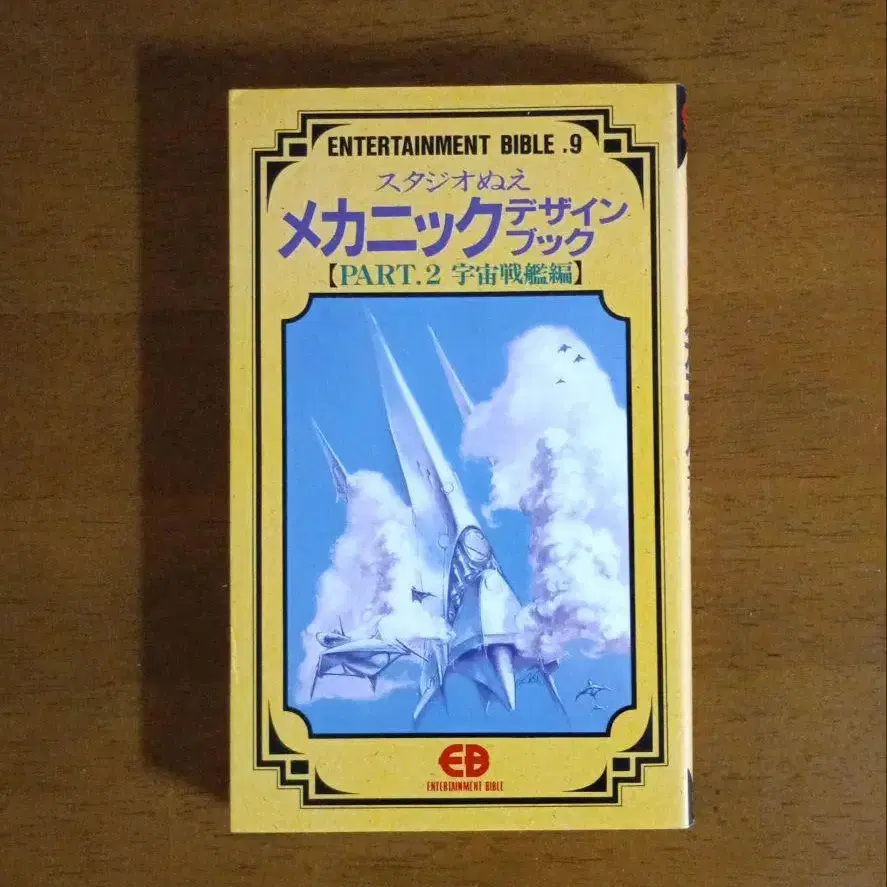 ENTERTAINMENT BIBLE .9
スタジオぬえ
メカニックデザインブック
【PART.2 宇宙戦艦編】
EB
ENTERTAINMENT BIBLE